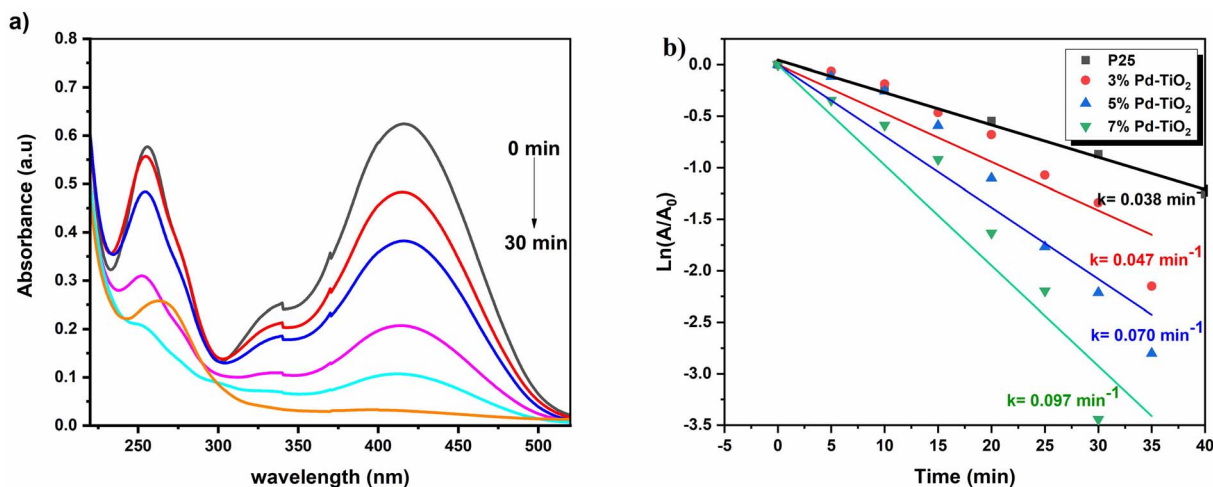 a)
0.8
0.7
0.6
0.5
0.4
0.3
0.2
0.1
0.0
Absorbance (a.u)
0 min
30 min
250 300 350 400 450 500
wavelength (nm)
b)
0.0
-0.5
-1.0
-1.5
-2.0
-2.5
-3.0
-3.5
Ln(A/A₀)
P25
3% Pd-TiO₂
5% Pd-TiO₂
7% Pd-TiO₂
k= 0.038 min⁻¹
k= 0.047 min⁻¹
k= 0.070 min⁻¹
k= 0.097 min⁻¹
-5 0 5 10 15 20 25 30 35 40
Time (min)